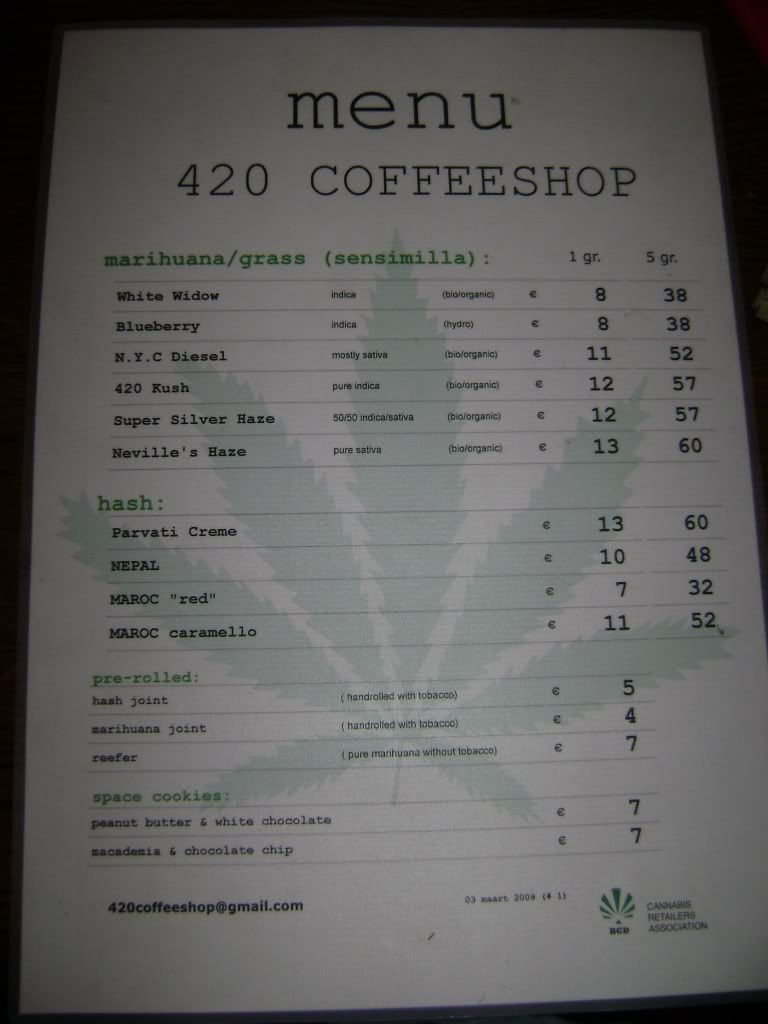 menu
420 COFFEESHOP
marihuana/grass (sensimilla): 1 gr. 5 gr.
White Widow indica (bio/organic) € 8 38
Blueberry indica (hydro) € 8 38
N.Y.C Diesel mostly sativa (bio/organic) € 11 52
420 Kush pure indica (bio/organic) € 12 57
Super Silver Haze 50/50 indica/sativa (bio/organic) € 12 57
Neville's Haze pure sativa (bio/organic) € 13 60
hash:
Parvati Creme € 13 60
NEPAL € 10 48
MAROC "red" € 7 32
MAROC caramello € 11 52
pre-rolled:
hash joint ( handrolled with tobacco) € 5
marihuana joint ( handrolled with tobacco) € 4
reefer ( pure marihuana without tobacco) € 7
space cookies:
peanut butter & white chocolate € 7
macademia & chocolate chip € 7
420coffeeshop@gmail.com 03 maart 2009 (# 1)
BCD
CANNABIS
RETAILERS
ASSOCIATION